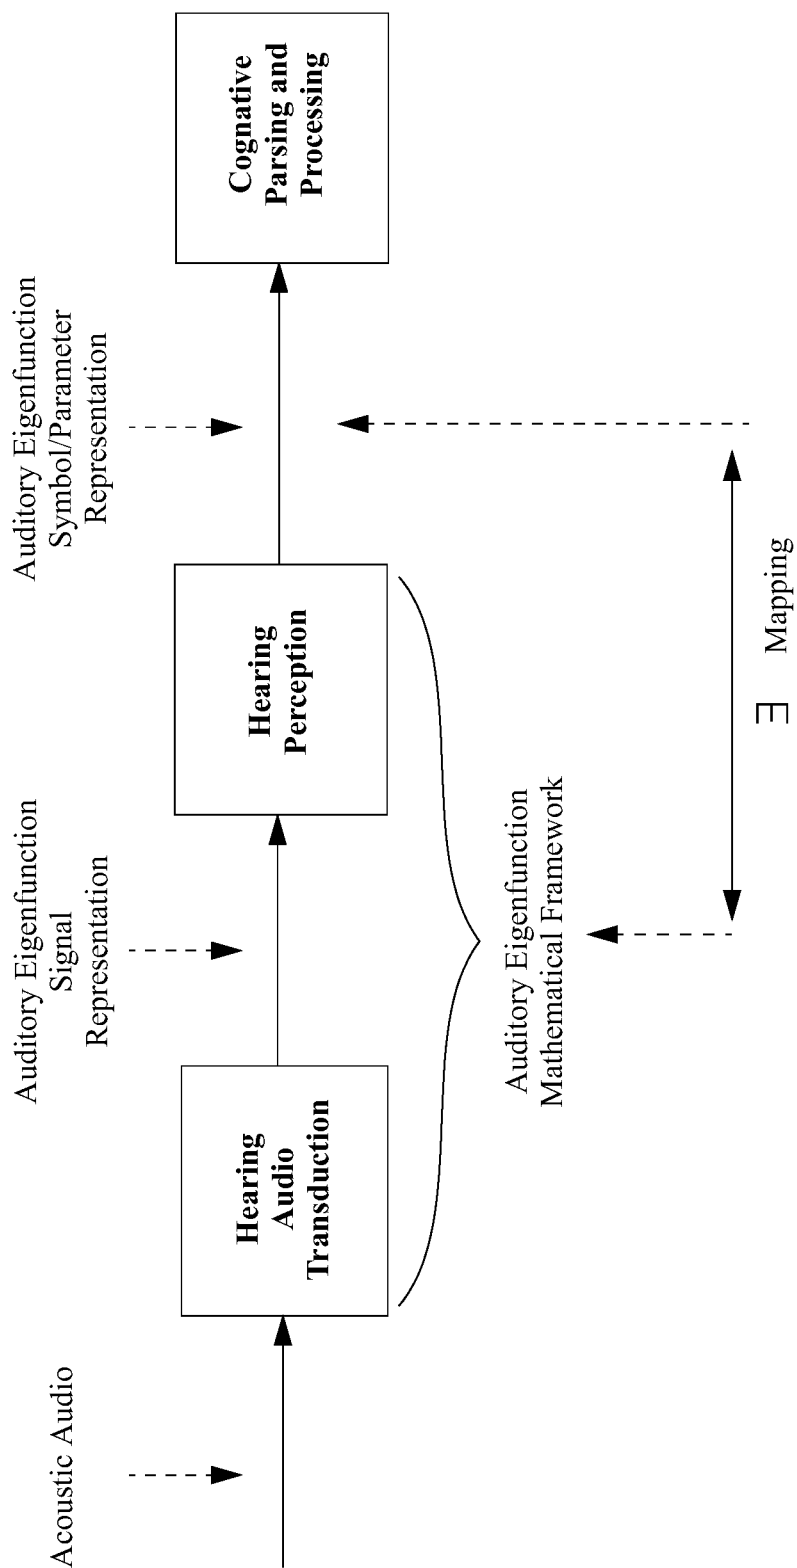 Acoustic Audio
Auditory Eigenfunction
Signal
Representation
Auditory Eigenfunction
Symbol/Parameter
Representation
Hearing
Audio
Transduction
Hearing
Perception
Cognative
Parsing and
Processing
Auditory Eigenfunction
Mathematical Framework
Mapping